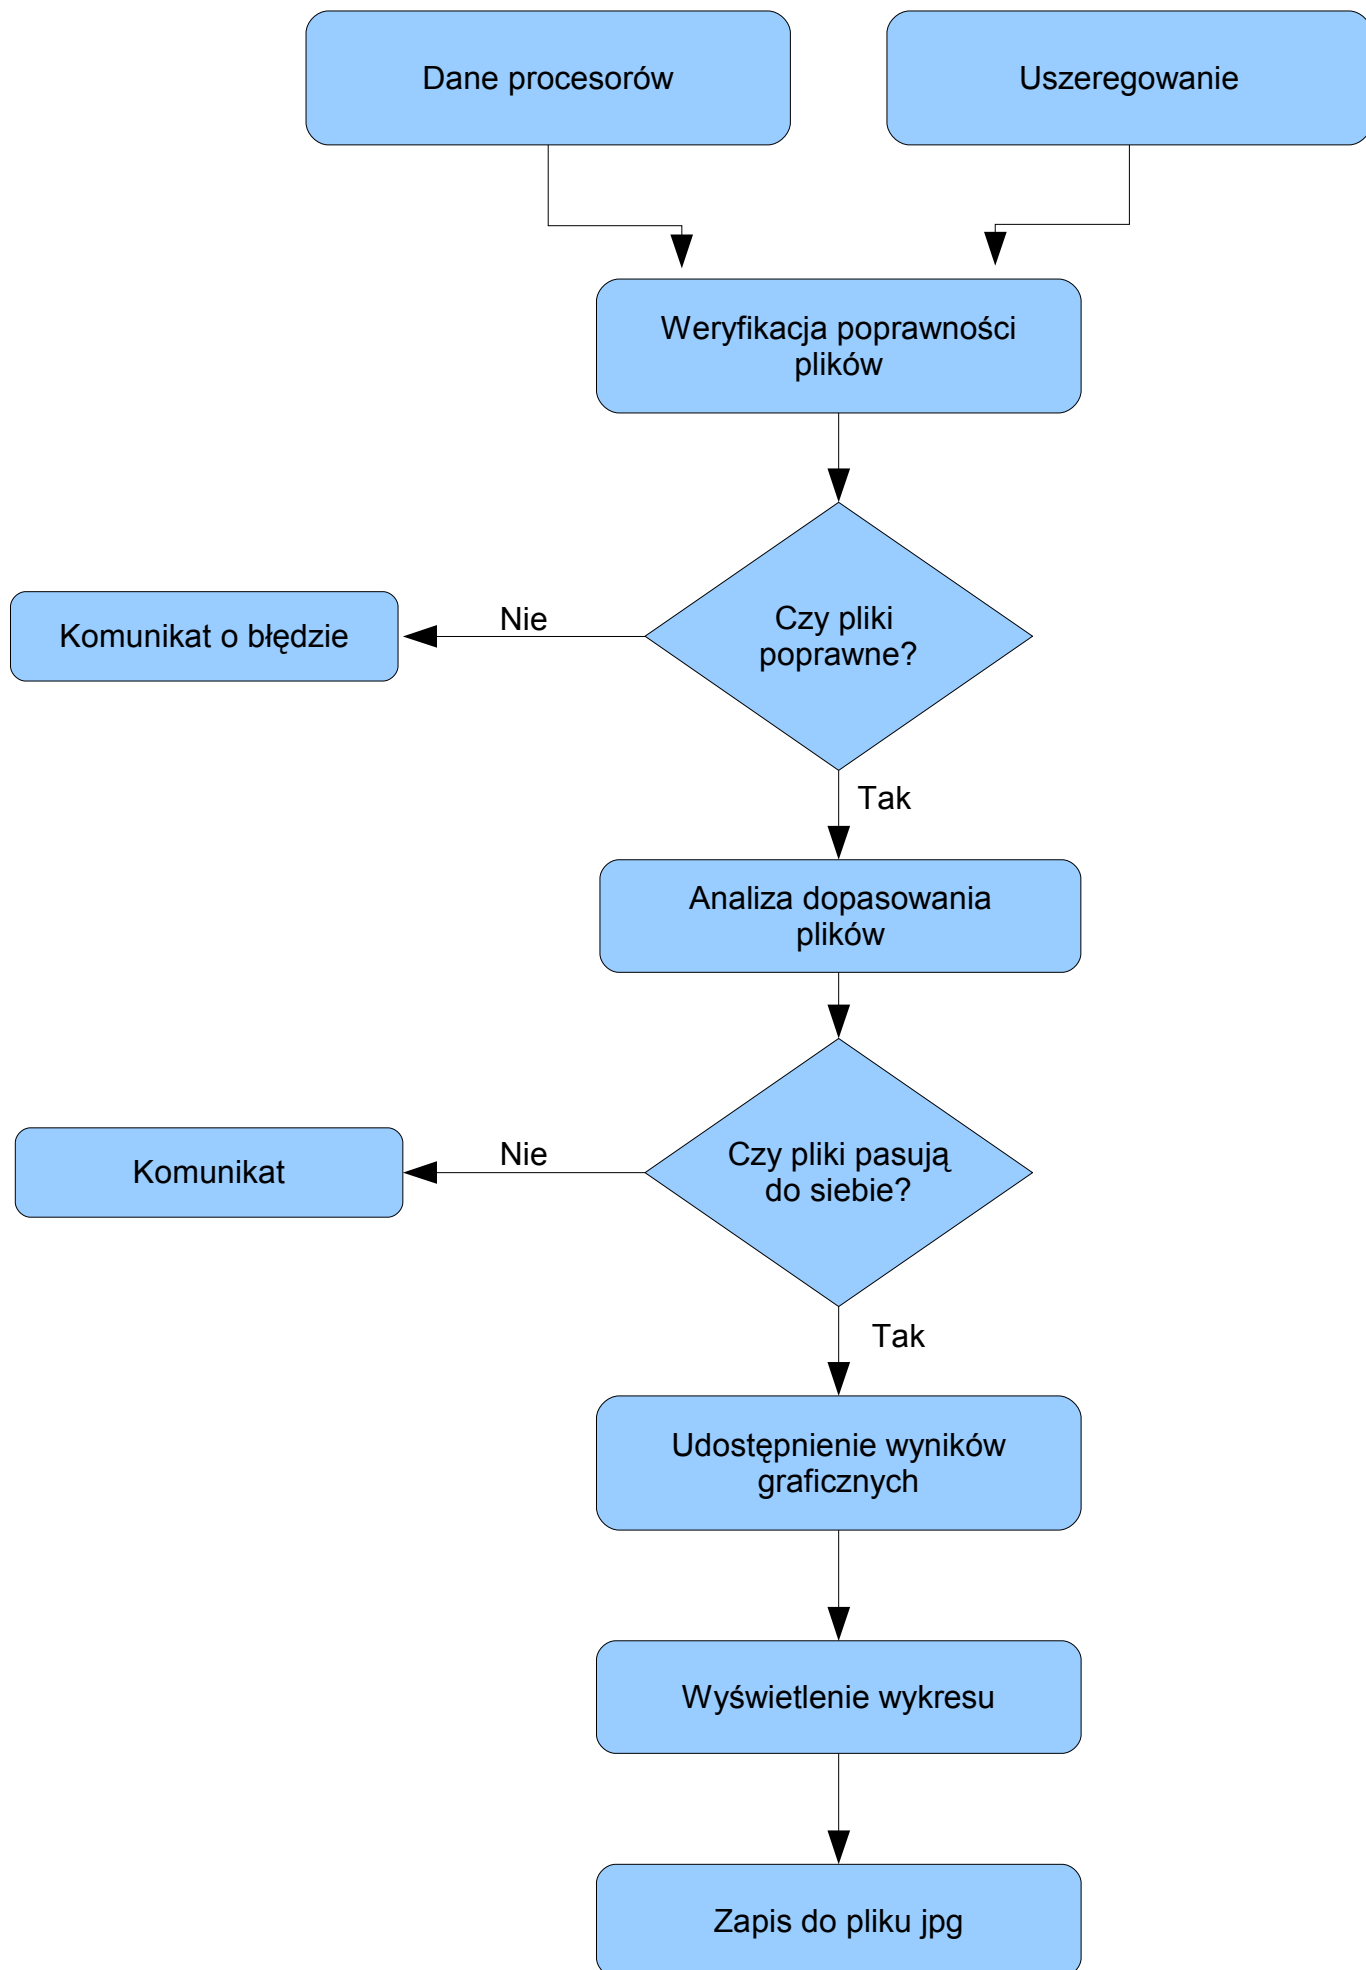 Dane procesorów
Uszeregowanie
Weryfikacja poprawności
plików
Czy pliki
poprawne?
Nie
Komunikat o błędzie
Tak
Analiza dopasowania
plików
Czy pliki pasują
do siebie?
Nie
Komunikat
Tak
Udostępnienie wyników
graficznych
Wyświetlenie wykresu
Zapis do pliku jpg